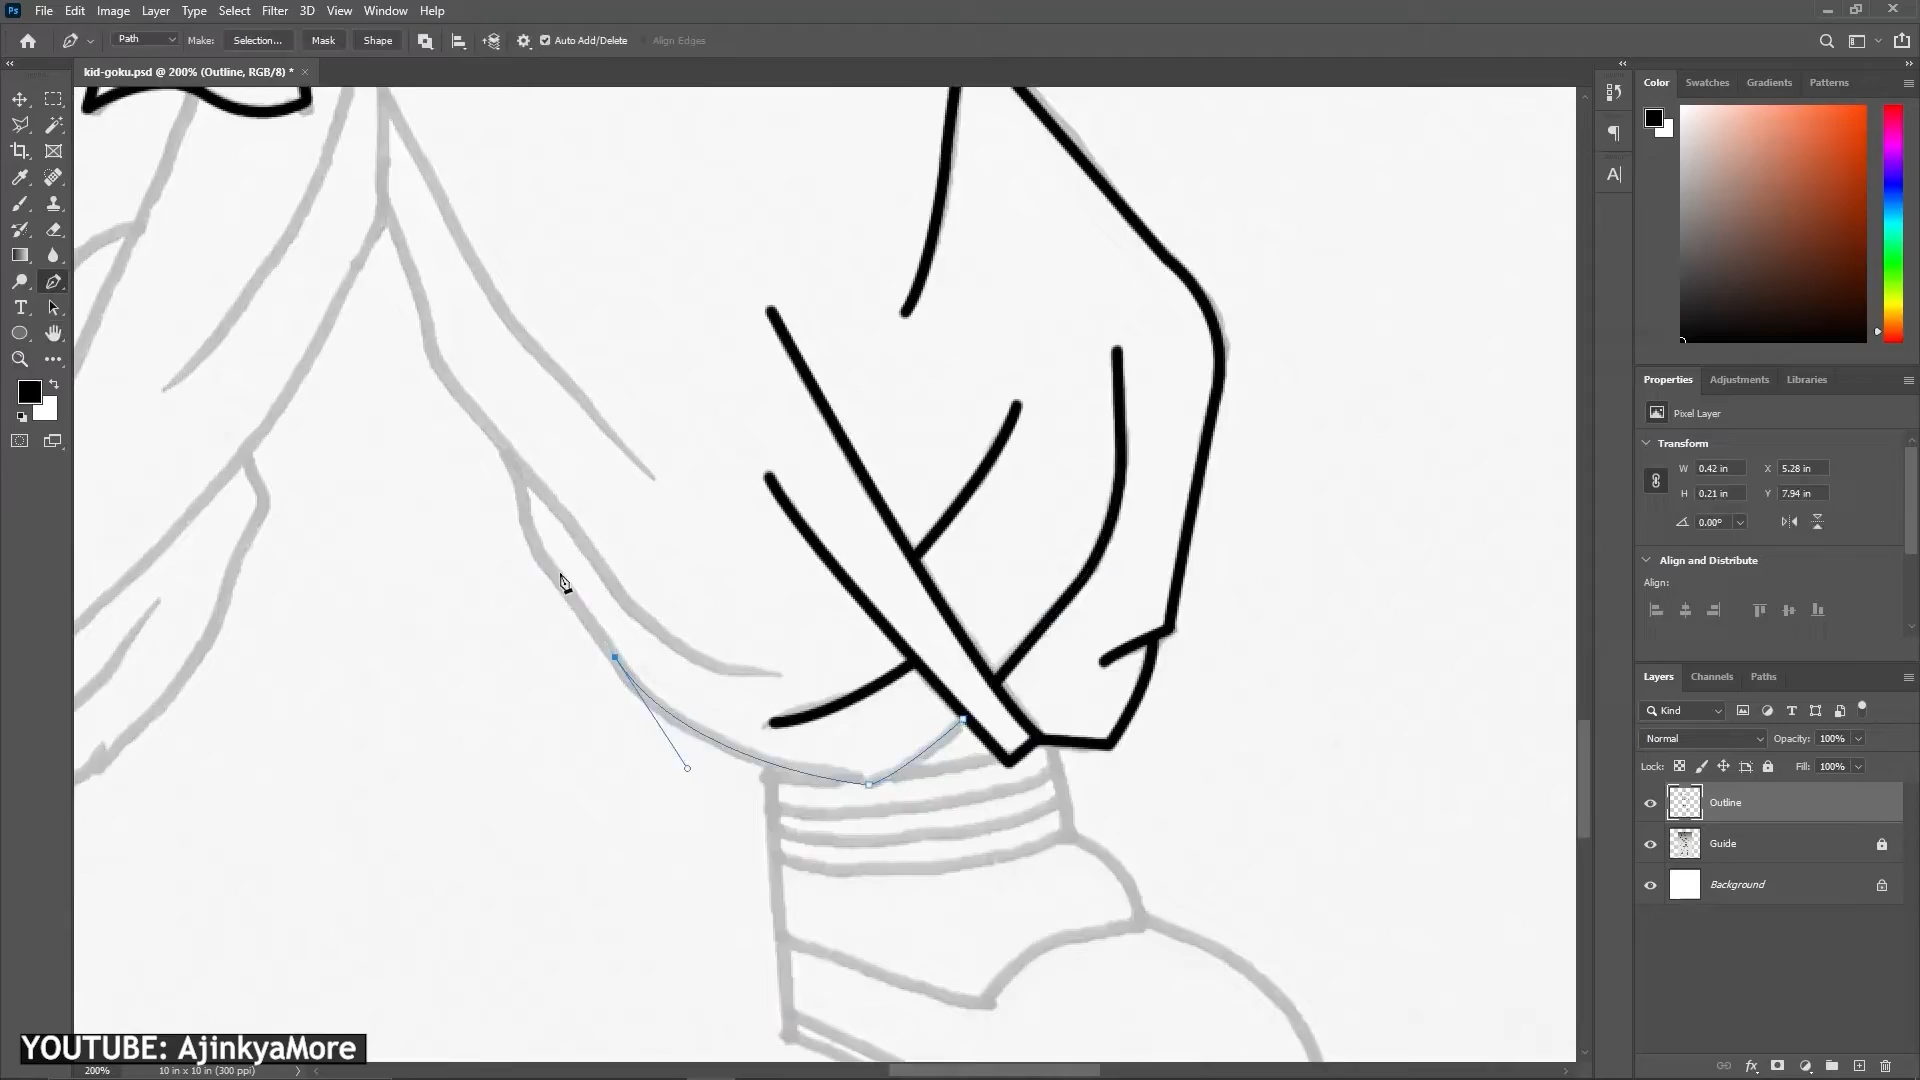 Ps File Edit Image Layer Type Select Filter 3D View Window Help
Path Make: Selection... Mask Shape Auto Add/Delete Align Edges
kid-goku.psd @ 200% (Outline, RGB/8) *
Color Swatches Gradients Patterns
Properties Adjustments Libraries
Pixel Layer
Transform
W 0.42 in X 5.28 in
H 0.21 in Y 7.94 in
0.00°
Align and Distribute
Align:
Layers Channels Paths
Kind
Normal Opacity: 100%
Lock: Fill: 100%
Outline
Guide
Background
YOUTUBE: AjinkyaMore
200% 10 in x 10 in (300 ppi)